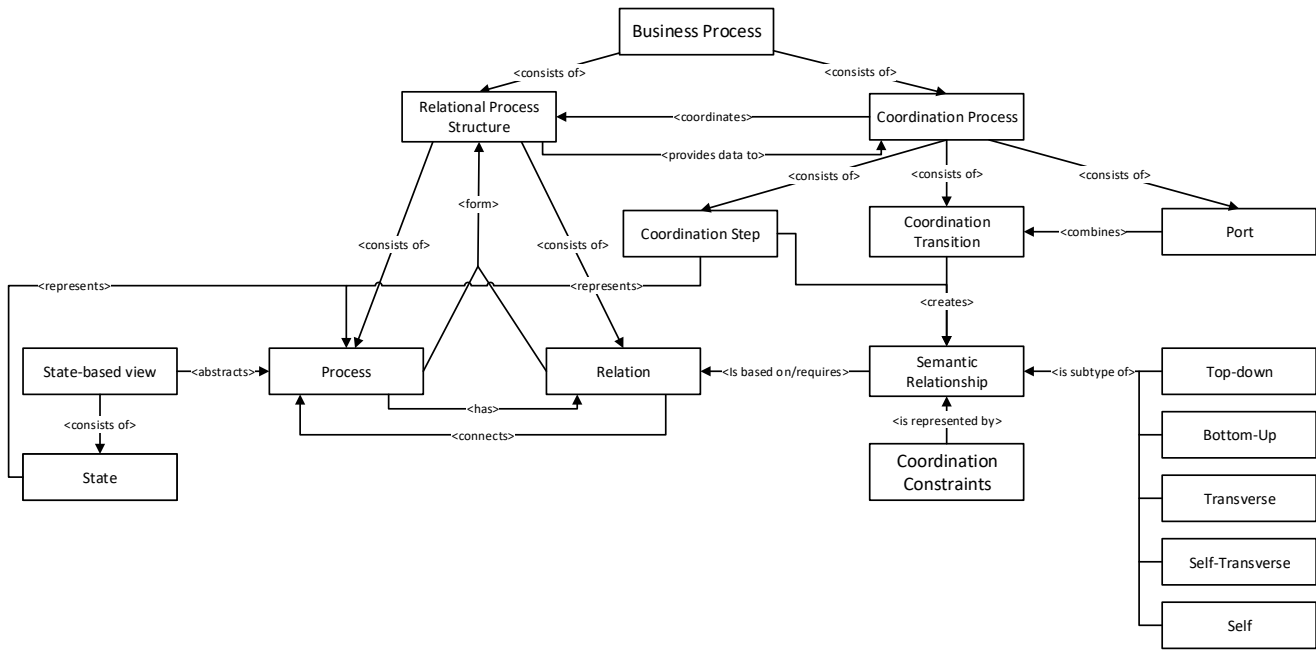 Business Process
<consists of>
<consists of>
Relational Process
Structure
<coordinates>
Coordination Process
<provides data to>
<consists of>
<consists of>
<consists of>
<form>
Coordination Step
Coordination
Transition
<combines>
Port
<consists of>
<consists of>
<represents>
<represents>
<creates>
State-based view
<abstracts>
Process
Relation
<Is based on/requires>
Semantic
Relationship
<is subtype of>
Top-down
<has>
<consists of>
<connects>
<is represented by>
Bottom-Up
State
Coordination
Constraints
Transverse
Self-Transverse
Self